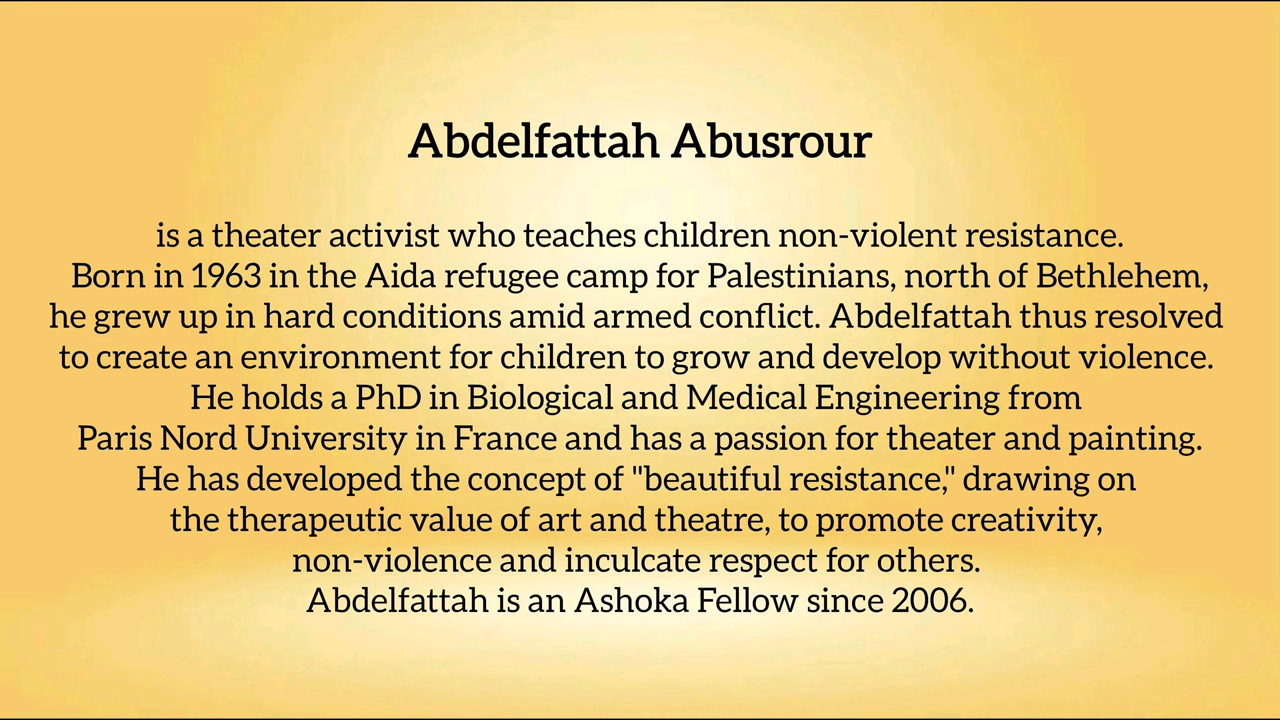 Abdelfattah Abusrour
is a theater activist who teaches children non-violent resistance.
Born in 1963 in the Aida refugee camp for Palestinians, north of Bethlehem,
he grew up in hard conditions amid armed conflict. Abdelfattah thus resolved
to create an environment for children to grow and develop without violence.
He holds a PhD in Biological and Medical Engineering from
Paris Nord University in France and has a passion for theater and painting.
He has developed the concept of "beautiful resistance," drawing on
the therapeutic value of art and theatre, to promote creativity,
non-violence and inculcate respect for others.
Abdelfattah is an Ashoka Fellow since 2006.